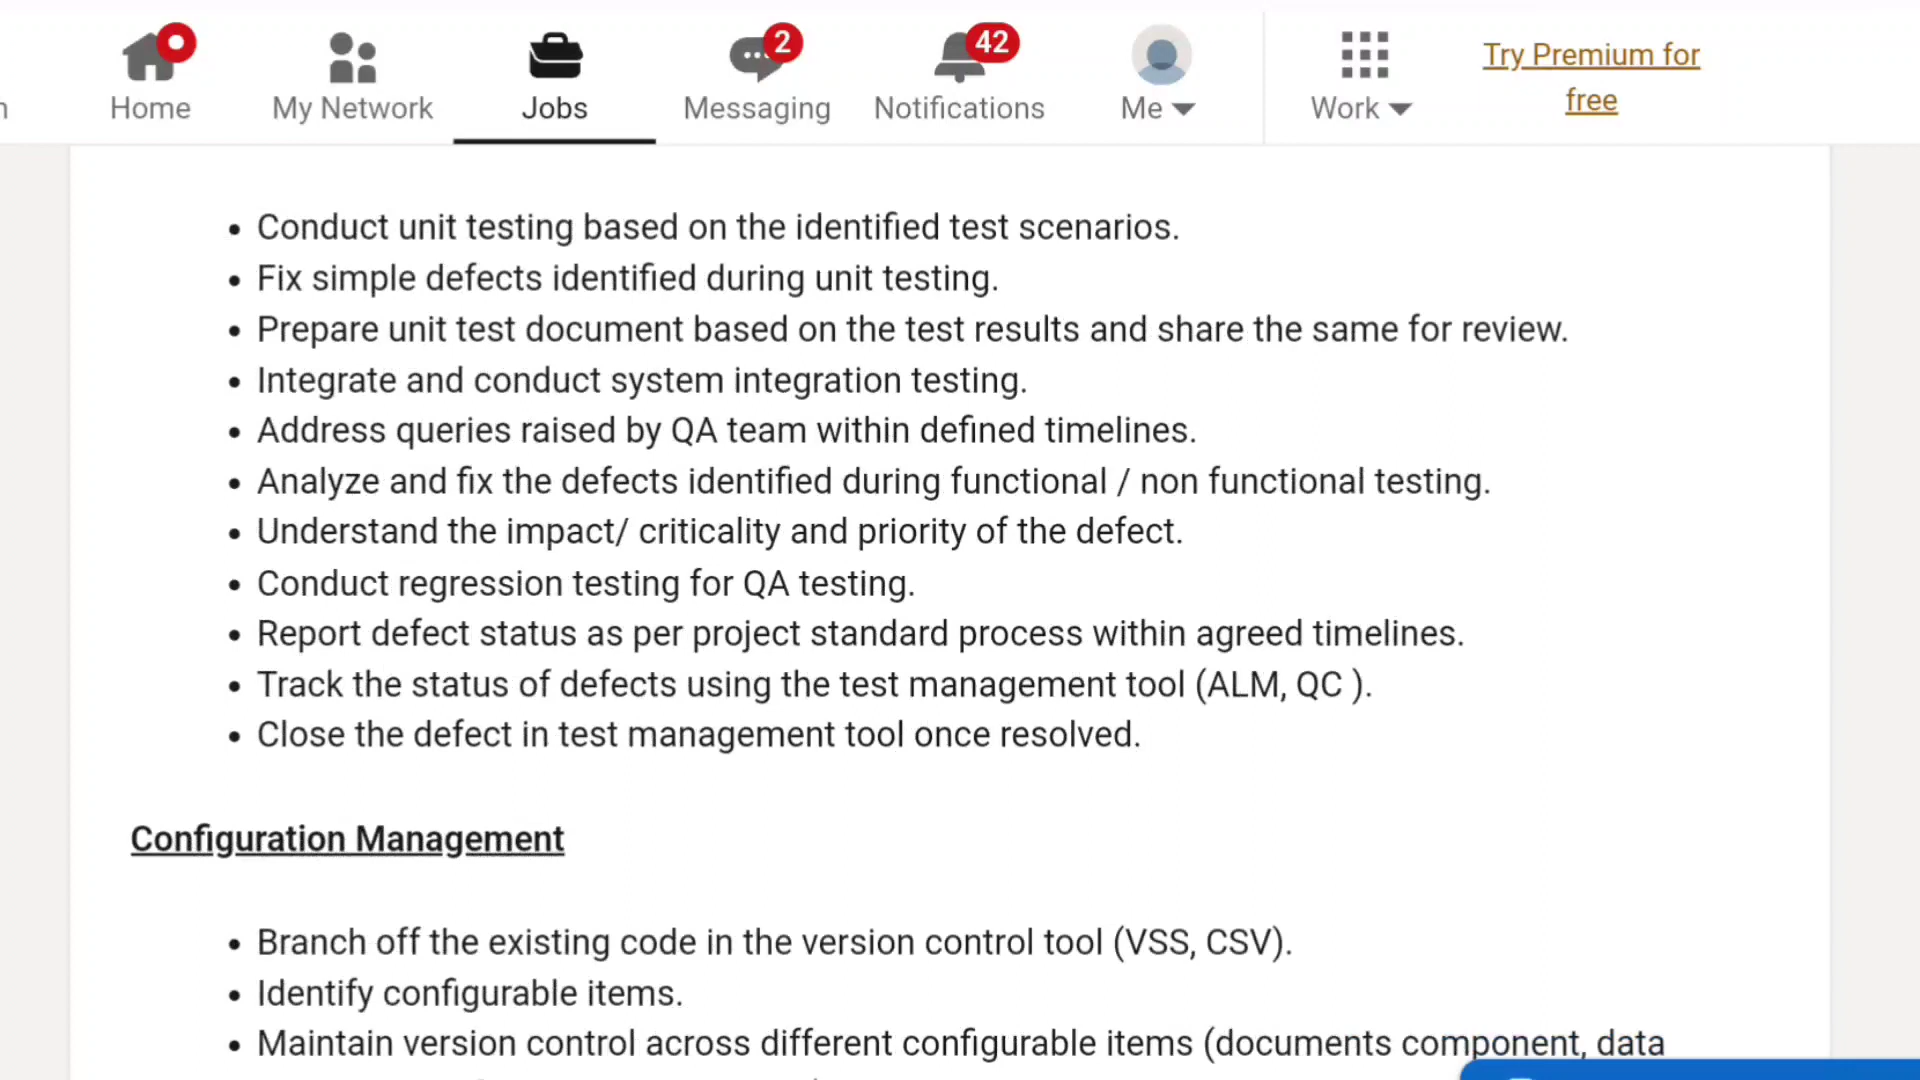 2
42
Home
My Network
Jobs
Messaging
Notifications
Me
Work
Try Premium for
free
• Conduct unit testing based on the identified test scenarios.
• Fix simple defects identified during unit testing.
• Prepare unit test document based on the test results and share the same for review.
• Integrate and conduct system integration testing.
• Address queries raised by QA team within defined timelines.
• Analyze and fix the defects identified during functional / non functional testing.
• Understand the impact/ criticality and priority of the defect.
• Conduct regression testing for QA testing.
• Report defect status as per project standard process within agreed timelines.
• Track the status of defects using the test management tool (ALM, QC ).
• Close the defect in test management tool once resolved.
Configuration Management
• Branch off the existing code in the version control tool (VSS, CSV).
• Identify configurable items.
• Maintain version control across different configurable items (documents component, data